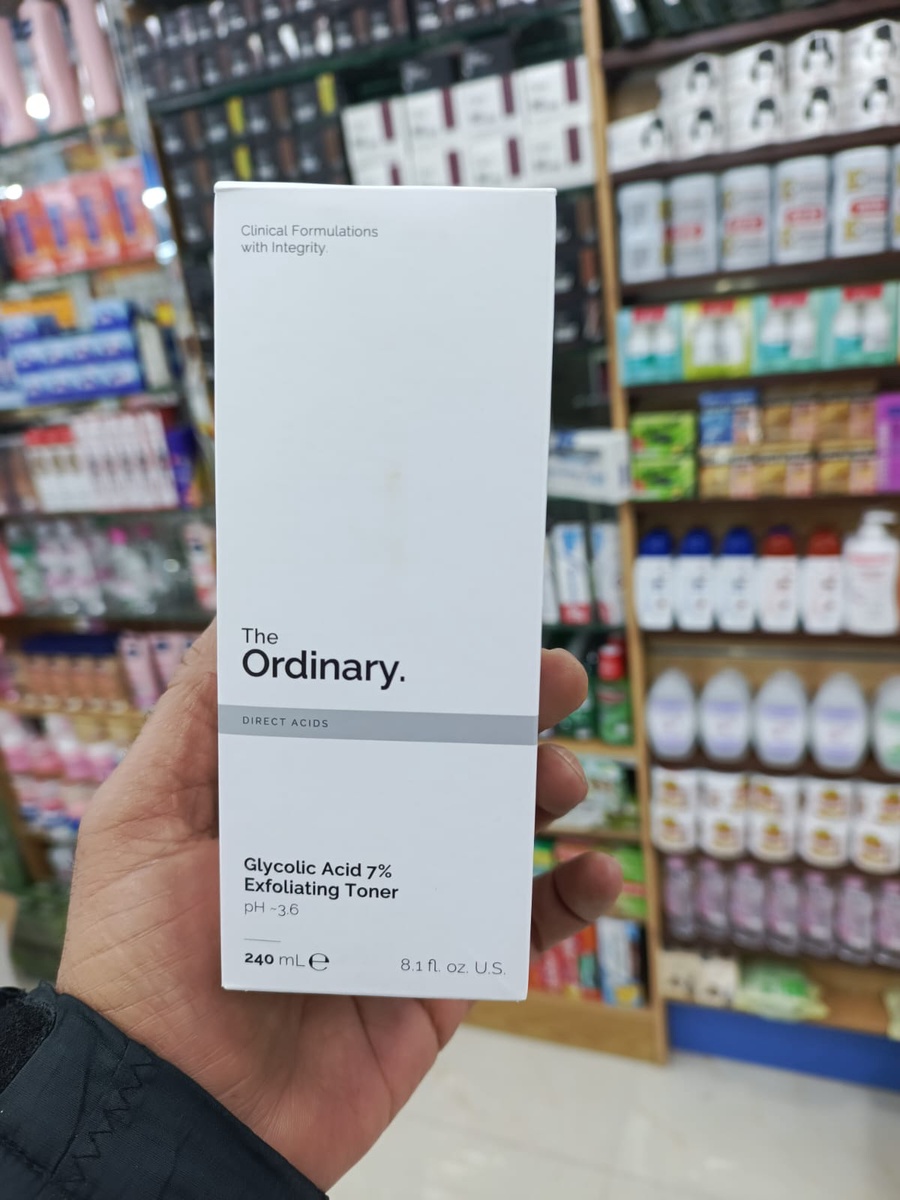 Clinical Formulations
with Integrity.
The
Ordinary.
DIRECT ACIDS
Glycolic Acid 7%
Exfoliating Toner
pH ~3.6
240 mL℮
8.1 fl. oz. U.S.